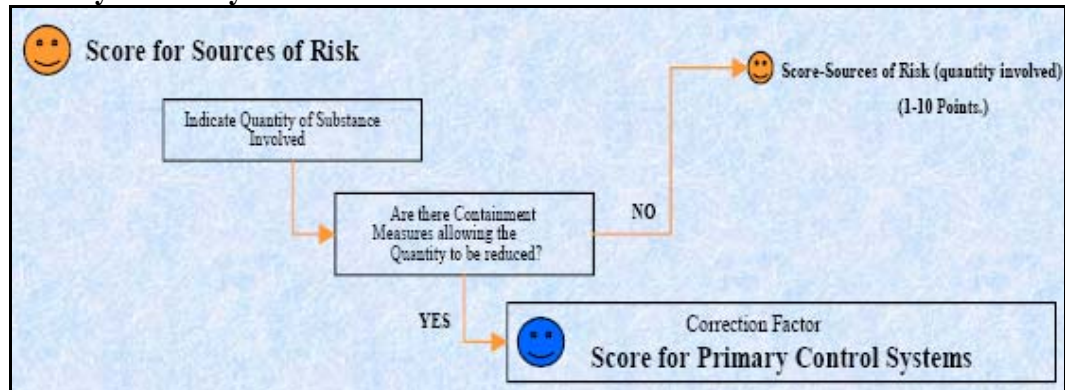 Score for Sources of Risk
Score-Sources of Risk (quantity involved)
(1-10 Points.)
Indicate Quantity of Substance
Involved
Are there Containment
Measures allowing the
Quantity to be reduced?
NO
YES
Correction Factor
Score for Primary Control Systems